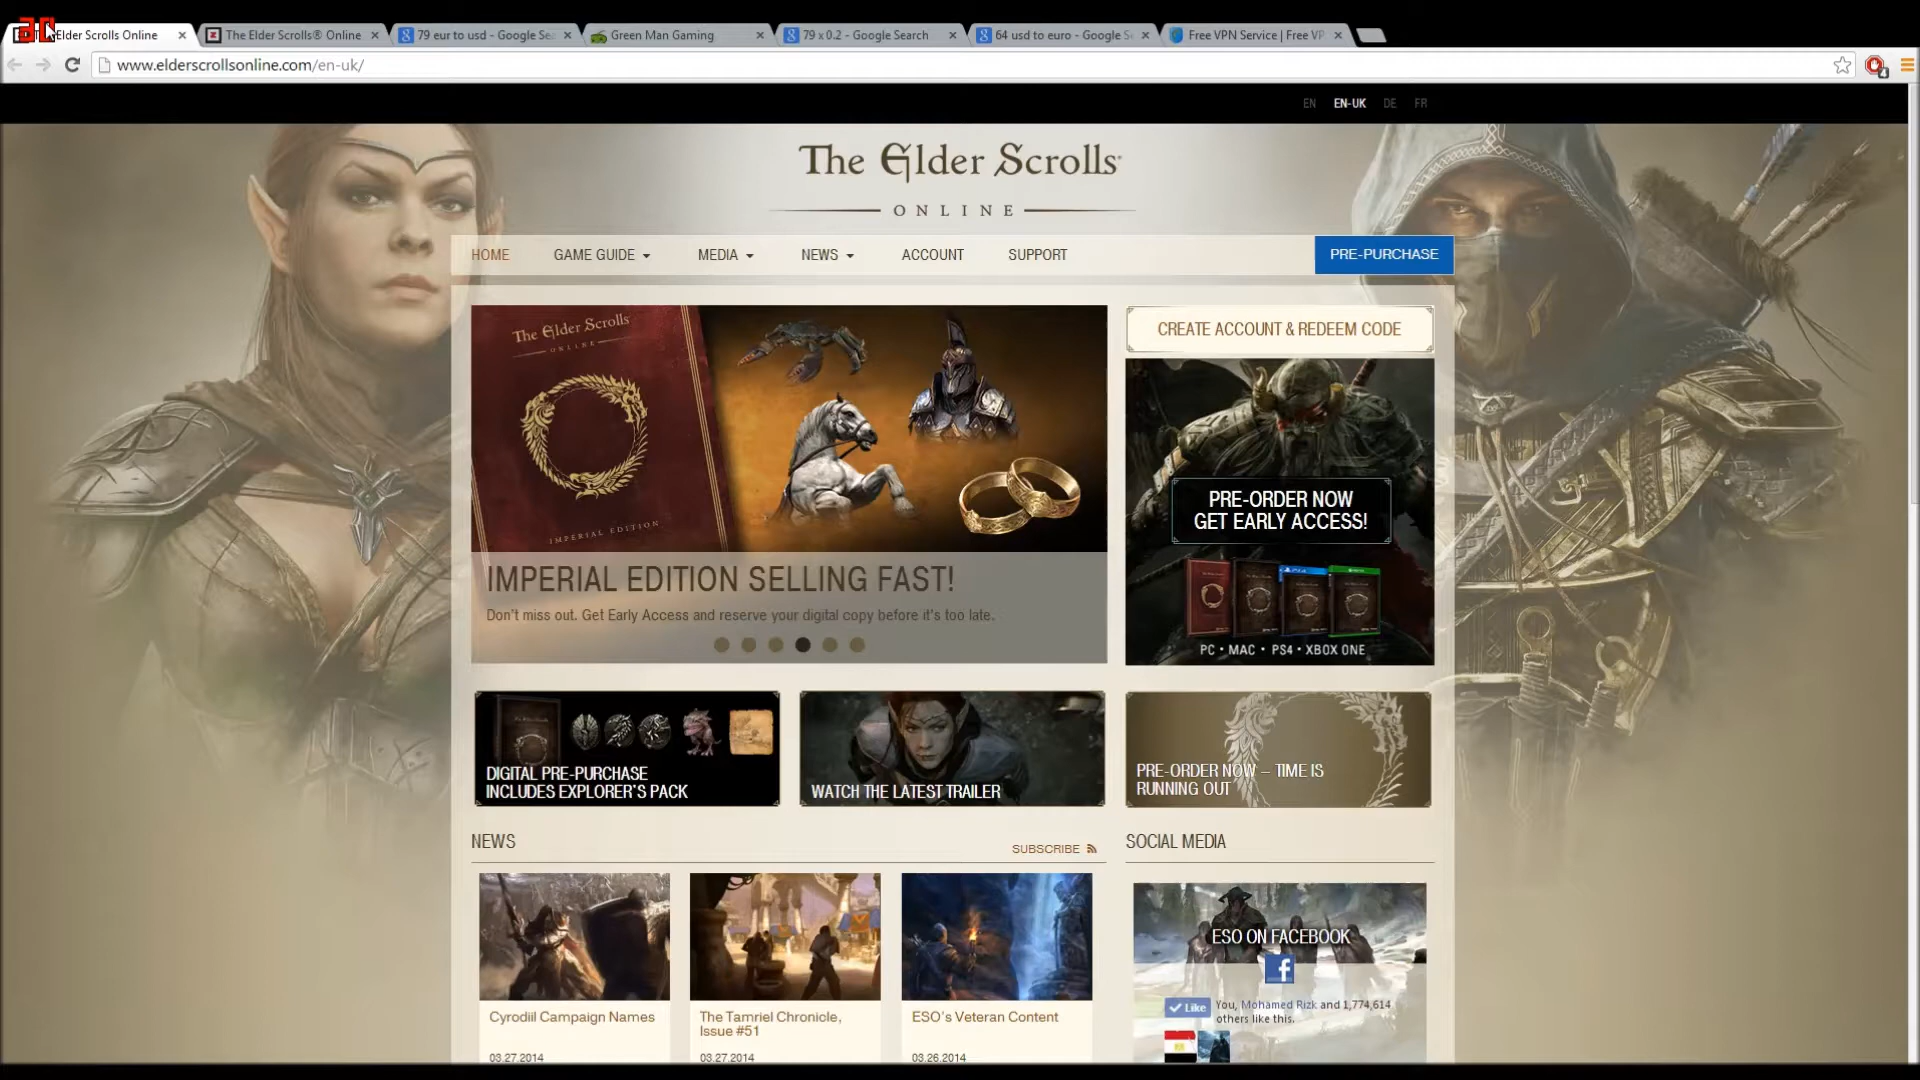 Elder Scrolls Online
The Elder Scrolls® Online
79 eur to usd - Google Sea
Green Man Gaming
79 x 0.2 - Google Search
64 usd to euro - Google S
Free VPN Service | Free VP
www.elderscrollsonline.com/en-uk/
EN EN-UK DE FR
The Elder Scrolls
ONLINE
HOME GAME GUIDE MEDIA NEWS ACCOUNT SUPPORT PRE-PURCHASE
The Elder Scrolls
ONLINE
IMPERIAL EDITION
IMPERIAL EDITION SELLING FAST!
Don't miss out. Get Early Access and reserve your digital copy before it's too late.
CREATE ACCOUNT & REDEEM CODE
PRE-ORDER NOW
GET EARLY ACCESS!
PC • MAC • PS4 • XBOX ONE
DIGITAL PRE-PURCHASE
INCLUDES EXPLORER'S PACK
WATCH THE LATEST TRAILER
PRE-ORDER NOW – TIME IS
RUNNING OUT
NEWS
SUBSCRIBE
SOCIAL MEDIA
Cyrodiil Campaign Names
03.27.2014
The Tamriel Chronicle,
Issue #51
03.27.2014
ESO's Veteran Content
03.26.2014
ESO ON FACEBOOK
Like
You, Mohamed Rizk and 1,774,614
others like this.